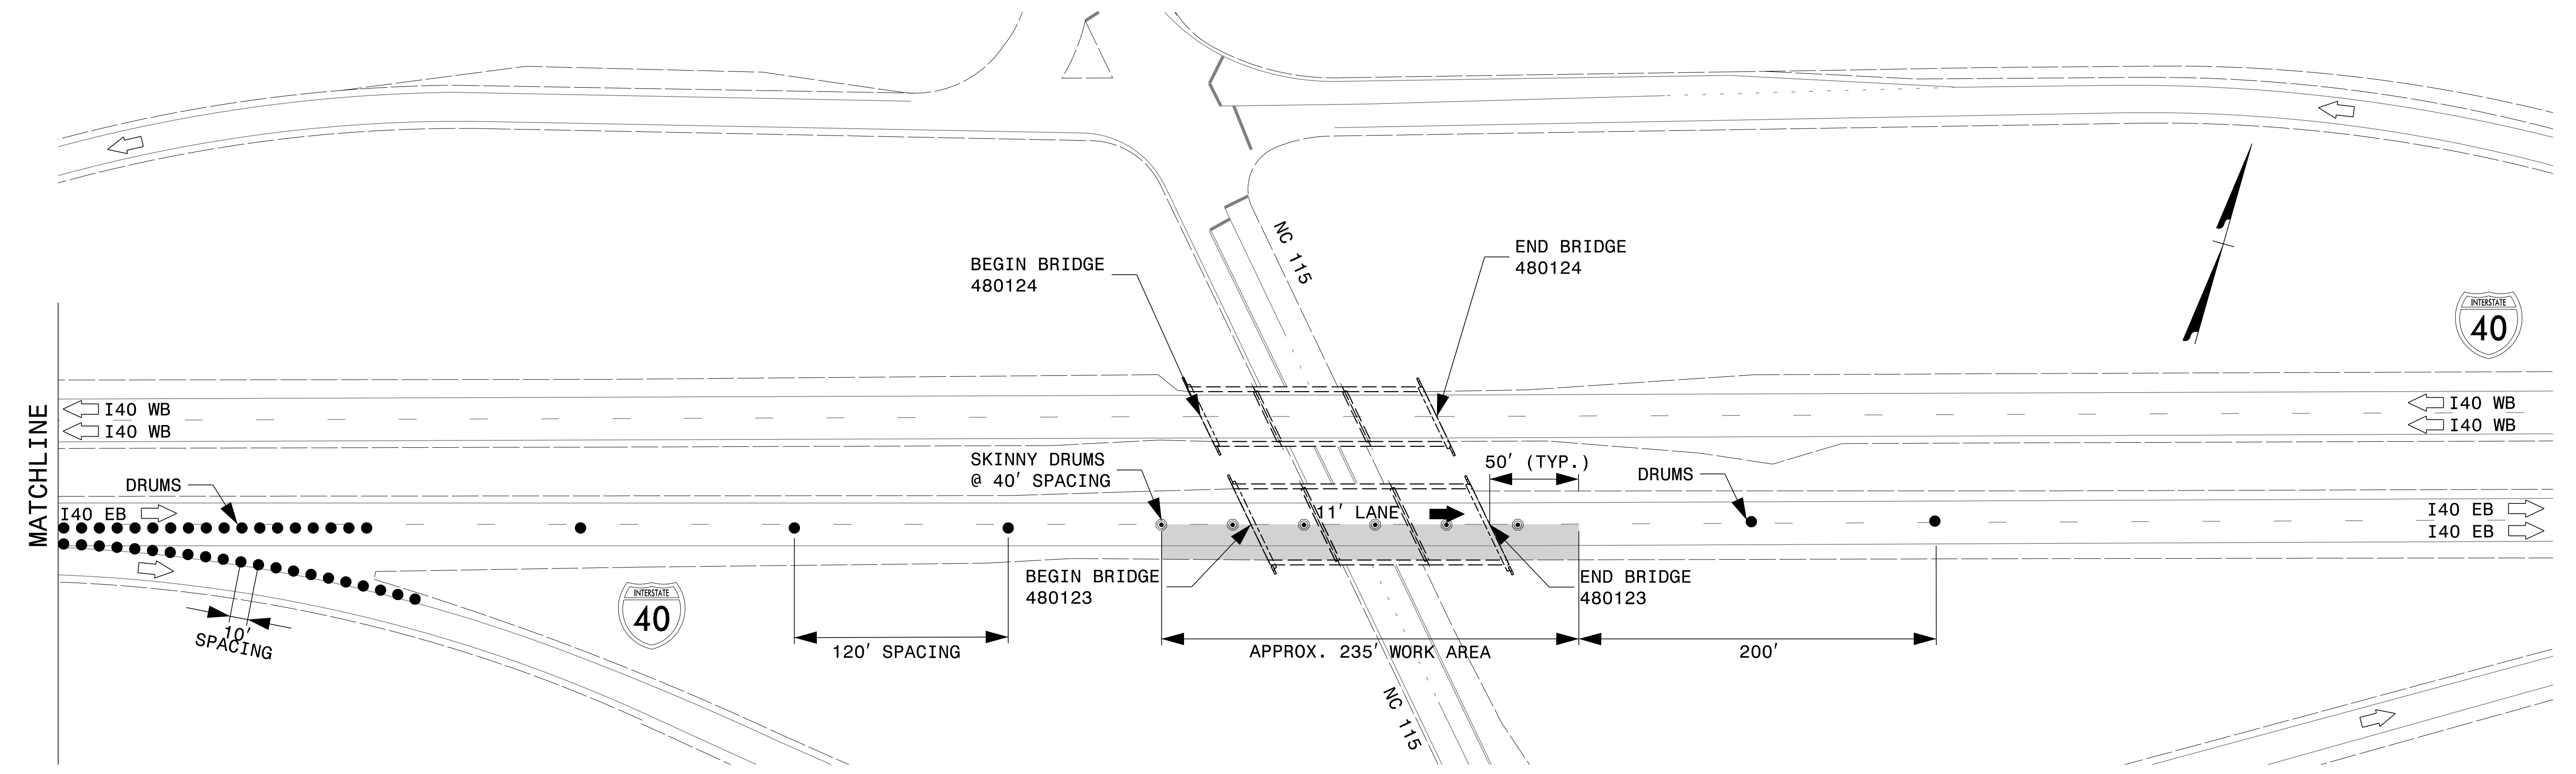 NC 115
BEGIN BRIDGE
480124
END BRIDGE
480124
INTERSTATE
40
MATCHLINE
I40 WB
I40 WB
I40 WB
I40 WB
SKINNY DRUMS
@ 40' SPACING
50' (TYP.)
DRUMS
DRUMS
I40 EB
11' LANE
I40 EB
I40 EB
BEGIN BRIDGE
480123
END BRIDGE
480123
INTERSTATE
40
10'
SPACING
120' SPACING
APPROX. 235' WORK AREA
200'
NC 115